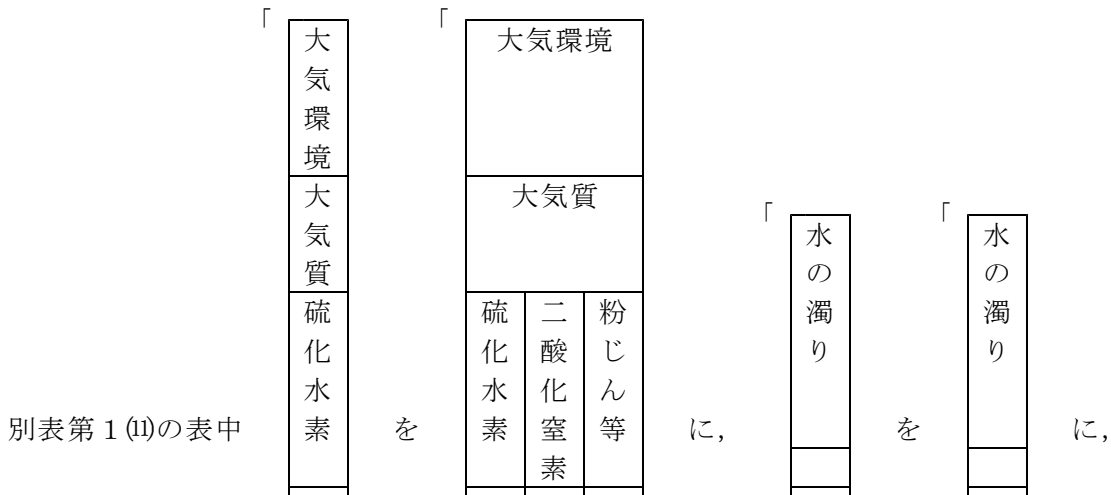 別表第1⑾の表中
「
大気環境
大気質
硫化水素
を
「
大気環境
大気質
硫化水素
二酸化窒素
粉じん等
に,
「
水の濁り
を
「
水の濁り
に,